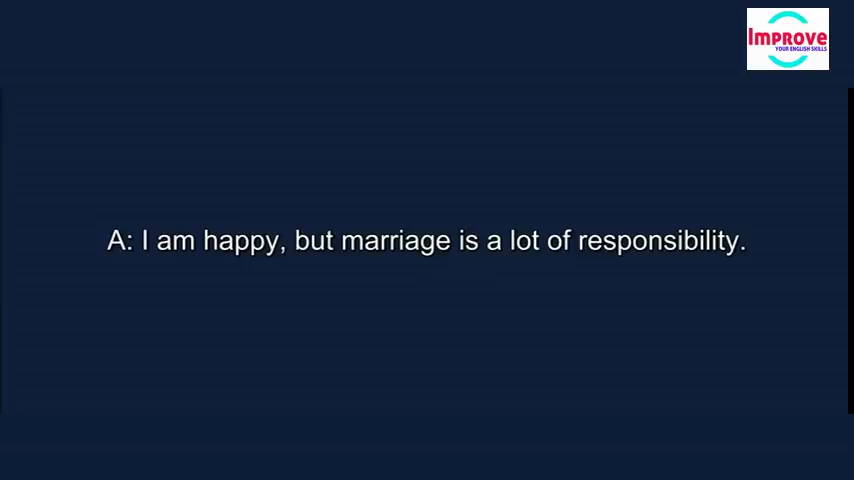 IMPROVE
YOUR ENGLISH SKILLS
A: I am happy, but marriage is a lot of responsibility.